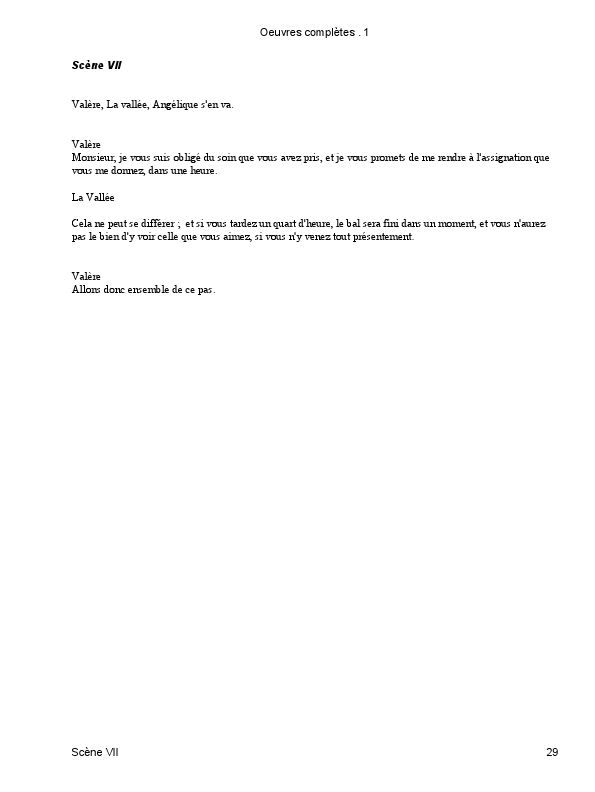 Oeuvres complètes . 1
Scène VII
Valère, La vallée, Angélique s'en va.
Valère
Monsieur, je vous suis obligé du soin que vous avez pris, et je vous promets de me rendre à l'assignation que
vous me donnez, dans une heure.
La Vallée
Cela ne peut se différer ; et si vous tardez un quart d'heure, le bal sera fini dans un moment, et vous n'aurez
pas le bien d'y voir celle que vous aimez, si vous n'y venez tout présentement.
Valère
Allons donc ensemble de ce pas.
Scène VII 29